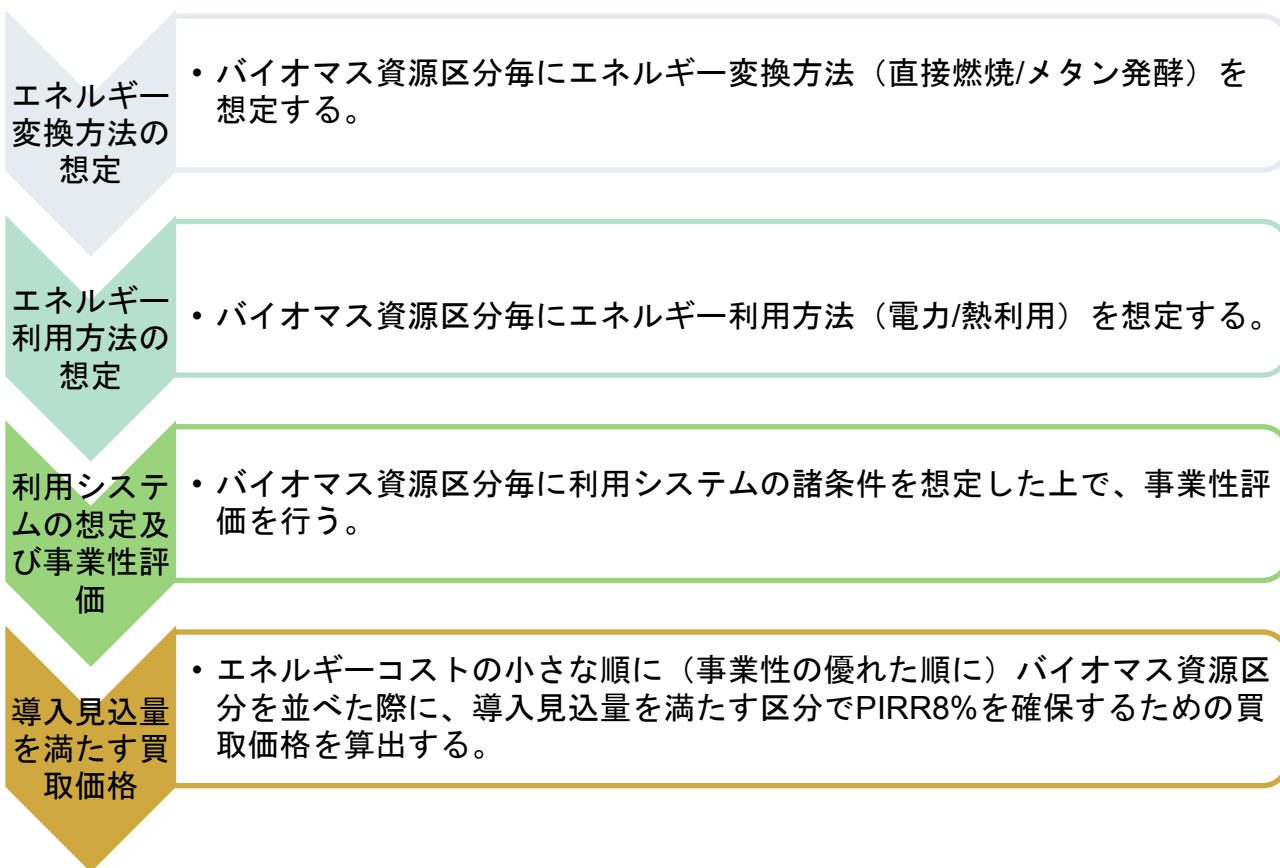 エネルギー
変換方法の
想定
• バイオマス資源区分毎にエネルギー変換方法（直接燃焼/メタン発酵）を
想定する。
エネルギー
利用方法の
想定
• バイオマス資源区分毎にエネルギー利用方法（電力/熱利用）を想定する。
利用システ
ムの想定及
び事業性評
価
• バイオマス資源区分毎に利用システムの諸条件を想定した上で、事業性評
価を行う。
導入見込量
を満たす買
取価格
• エネルギーコストの小さな順に（事業性の優れた順に）バイオマス資源区
分を並べた際に、導入見込量を満たす区分でPIRR8%を確保するための買
取価格を算出する。